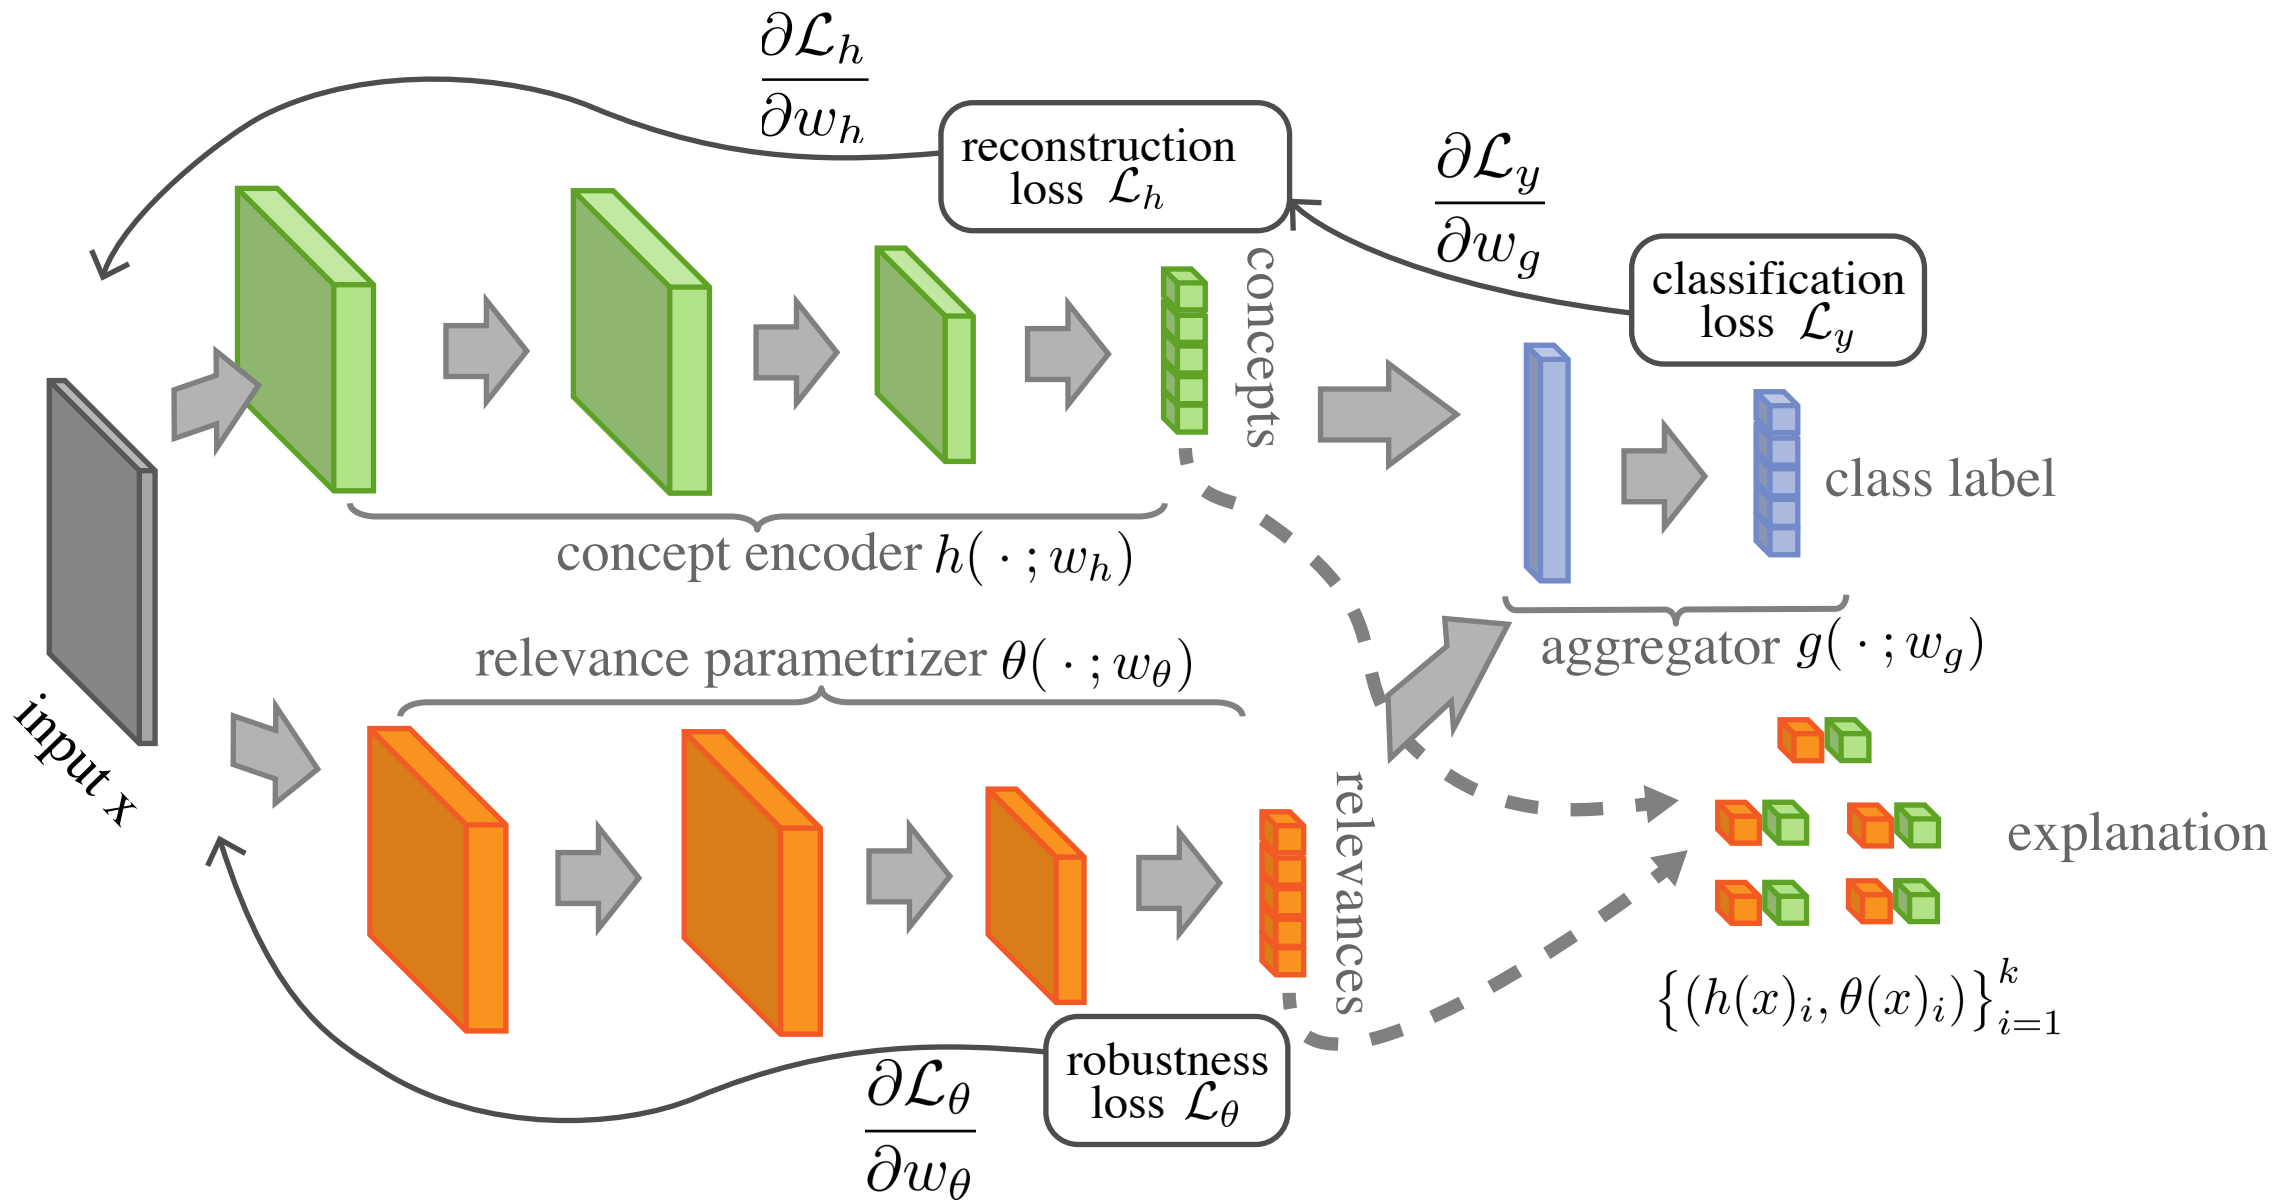 ∂ℒ_h
∂w_h
reconstruction
loss ℒ_h
∂ℒ_y
∂w_g
classification
loss ℒ_y
concepts
class label
concept encoder h( · ; w_h)
input x
relevance parametrizer θ( · ; w_θ)
aggregator g( · ; w_g)
relevances
explanation
{(h(x)_i, θ(x)_i)}_{i=1}^k
robustness
loss ℒ_θ
∂ℒ_θ
∂w_θ